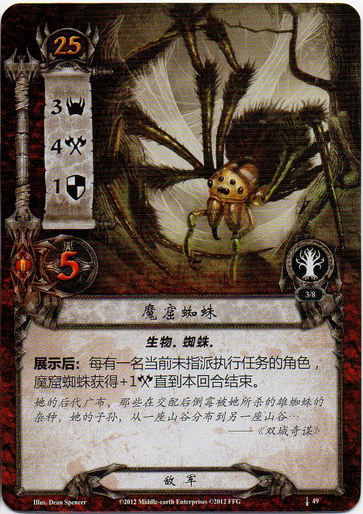 25
3
4
1
5
3/8
魔窟蜘蛛
生物. 蜘蛛.
展示后：每有一名当前未指派执行任务的角色，
魔窟蜘蛛获得+1直到本回合结束。
她的后代广布，那些在交配后倒霉被她所杀的雄蜘蛛的
杂种，她的子孙，从一座山谷分布到另一座山谷…
——《双城奇谋》
敌军
Illus. Dean Spencer
©2012 Middle-earth Enterprises ©2012 FFG
49